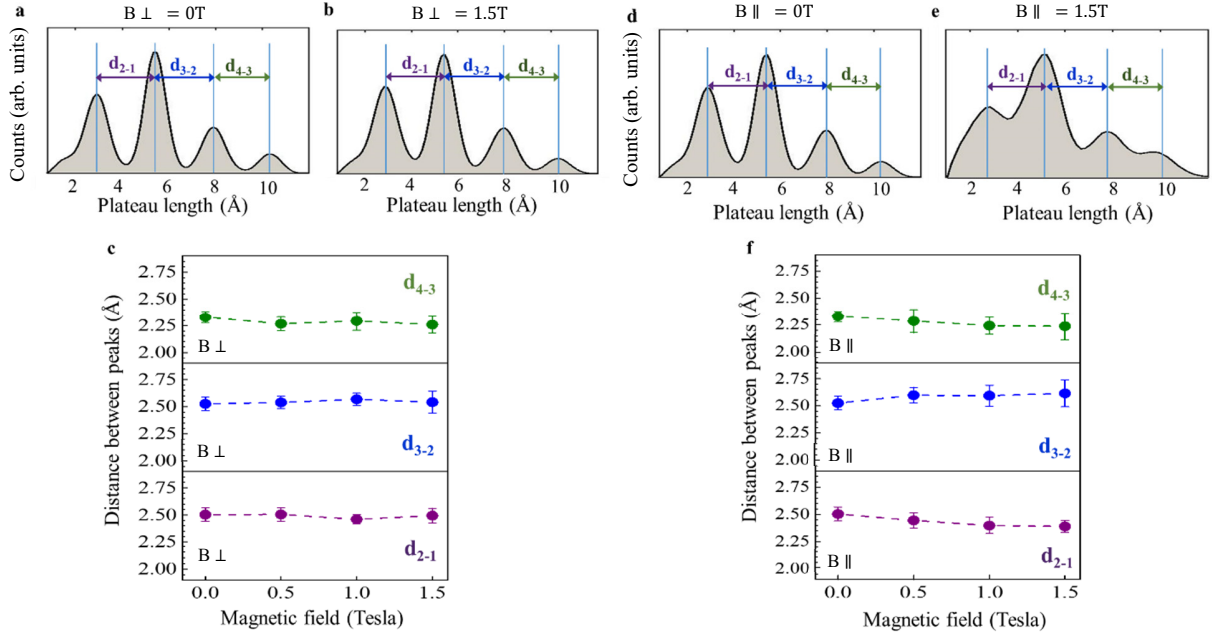 a
B ⊥ = 0T
b
B ⊥ = 1.5T
d
B ∥ = 0T
e
B ∥ = 1.5T
Counts (arb. units)
d2-1
d3-2
d4-3
2 4 6 8 10
Plateau length (Å)
d2-1
d3-2
d4-3
2 4 6 8 10
Plateau length (Å)
Counts (arb. units)
d2-1
d3-2
d4-3
2 4 6 8 10
Plateau length (Å)
d2-1
d3-2
d4-3
2 4 6 8 10
Plateau length (Å)
c
Distance between peaks (Å)
2.75
2.50
2.25
2.00
d4-3
B ⊥
2.75
2.50
2.25
2.00
d3-2
B ⊥
2.75
2.50
2.25
2.00
d2-1
B ⊥
0.0 0.5 1.0 1.5
Magnetic field (Tesla)
f
Distance between peaks (Å)
2.75
2.50
2.25
2.00
d4-3
B ∥
2.75
2.50
2.25
2.00
d3-2
B ∥
2.75
2.50
2.25
2.00
B ∥
d2-1
0.0 0.5 1.0 1.5
Magnetic field (Tesla)